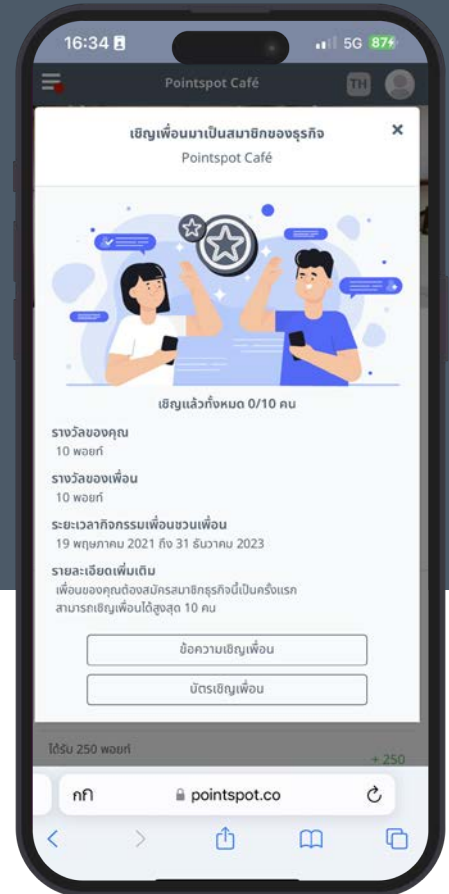 16:34
5G 87
Pointspot Café
TH
เชิญเพื่อนมาเป็นสมาชิกของธุรกิจ
×
Pointspot Café
เชิญแล้วทั้งหมด 0/10 คน
รางวัลของคุณ
10 พอยท์
รางวัลของเพื่อน
10 พอยท์
ระยะเวลากิจกรรมเพื่อนชวนเพื่อน
19 พฤษภาคม 2021 ถึง 31 ธันวาคม 2023
รายละเอียดเพิ่มเติม
เพื่อนของคุณต้องสมัครสมาชิกธุรกิจนี้เป็นครั้งแรก
สามารถเชิญเพื่อนได้สูงสุด 10 คน
ข้อความเชิญเพื่อน
บัตรเชิญเพื่อน
ได้รับ 250 พอยท์
+ 250
กก pointspot.co